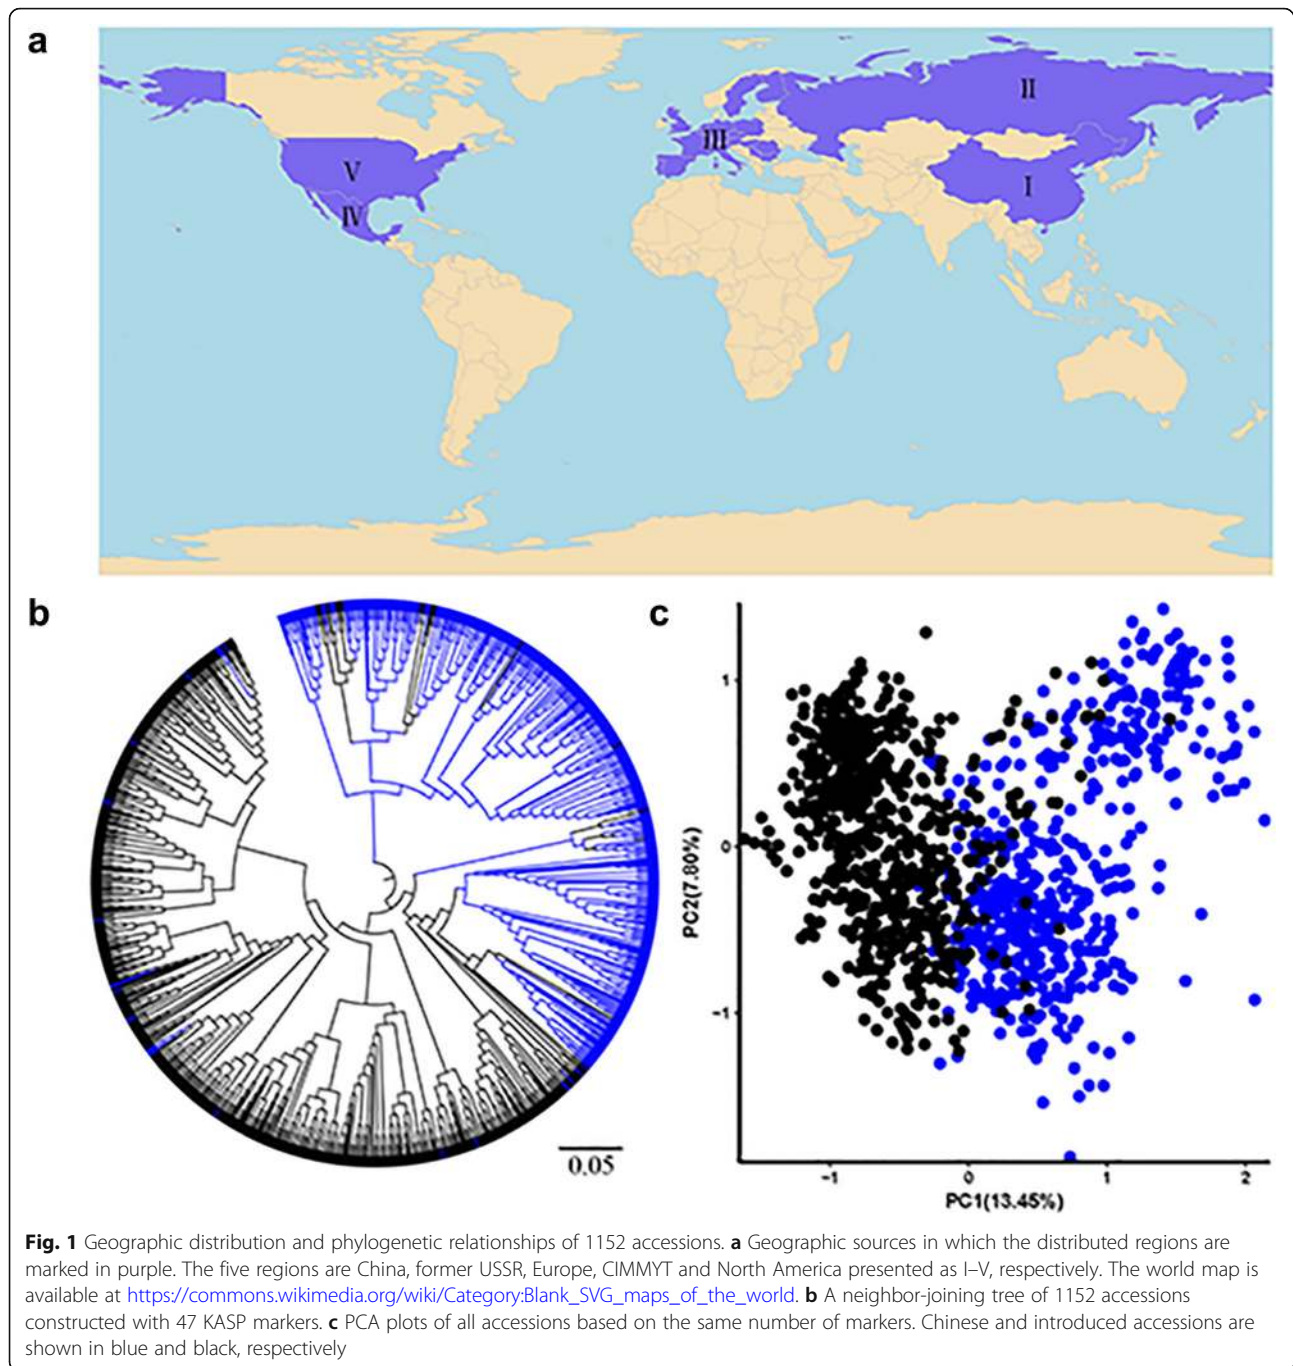 a
II
III
V
I
IV
b
c
1
0
−1
PC2(7.80%)
−1
0
1
2
PC1(13.45%)
0.05
Fig. 1 Geographic distribution and phylogenetic relationships of 1152 accessions. a Geographic sources in which the distributed regions are
marked in purple. The five regions are China, former USSR, Europe, CIMMYT and North America presented as I–V, respectively. The world map is
available at https://commons.wikimedia.org/wiki/Category:Blank_SVG_maps_of_the_world. b A neighbor-joining tree of 1152 accessions
constructed with 47 KASP markers. c PCA plots of all accessions based on the same number of markers. Chinese and introduced accessions are
shown in blue and black, respectively